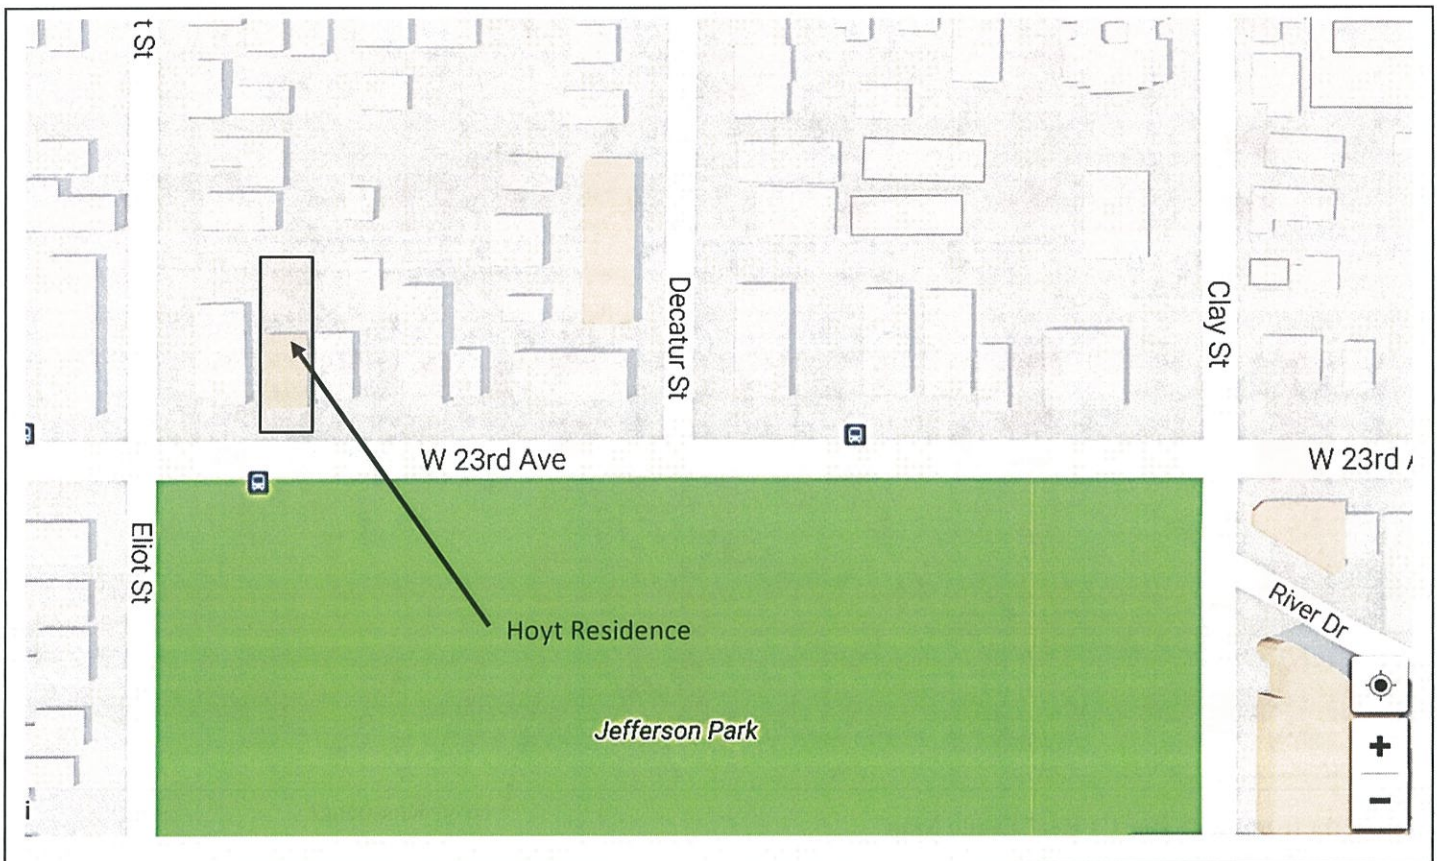 t St
Decatur St
Clay St
W 23rd Ave
W 23rd A
Eliot St
River Dr
Hoyt Residence
Jefferson Park
+
−
i